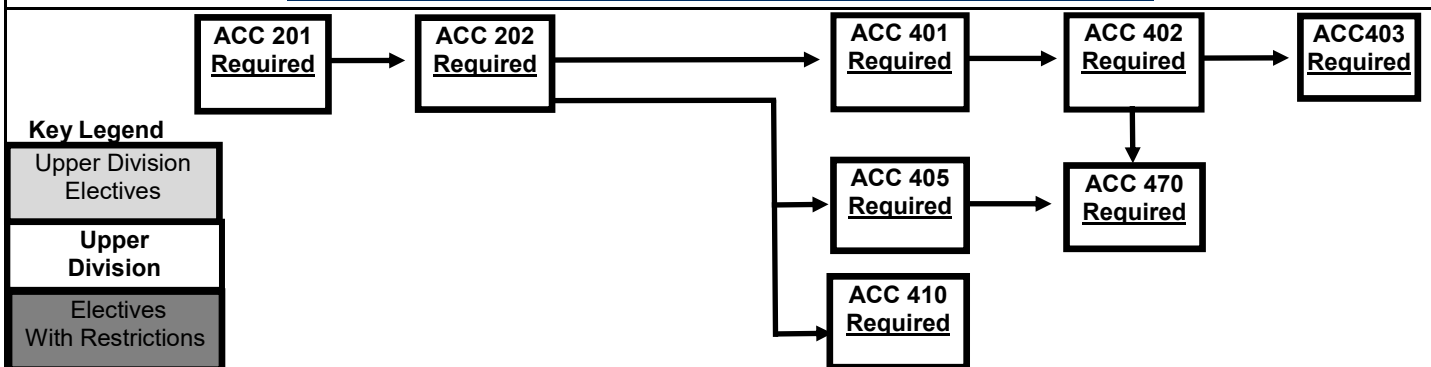 ACC 201
Required
ACC 202
Required
ACC 401
Required
ACC 402
Required
ACC403
Required
Key Legend
Upper Division
Electives
Upper
Division
Electives
With Restrictions
ACC 405
Required
ACC 470
Required
ACC 410
Required